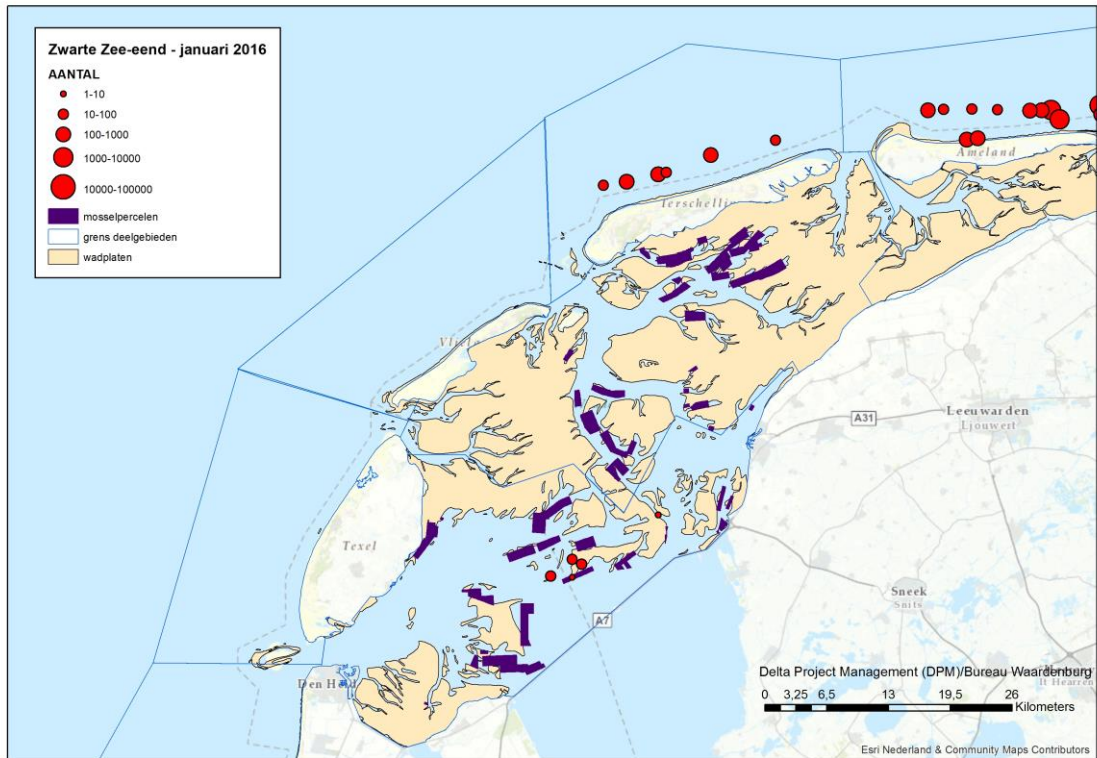 Zwarte Zee-eend - januari 2016
AANTAL
1-10
10-100
100-1000
1000-10000
10000-100000
mosselpercelen
grens deelgebieden
wadplaten
Ameland
Terschelling
A31
Leeuwarden
Ljouwert
Texel
Sneek
Snits
A7
Den
Delta Project Management (DPM)/Bureau Waardenburg
It Hearren
0 3,25 6,5 13 19,5 26
Kilometers
Esri Nederland & Community Maps Contributors